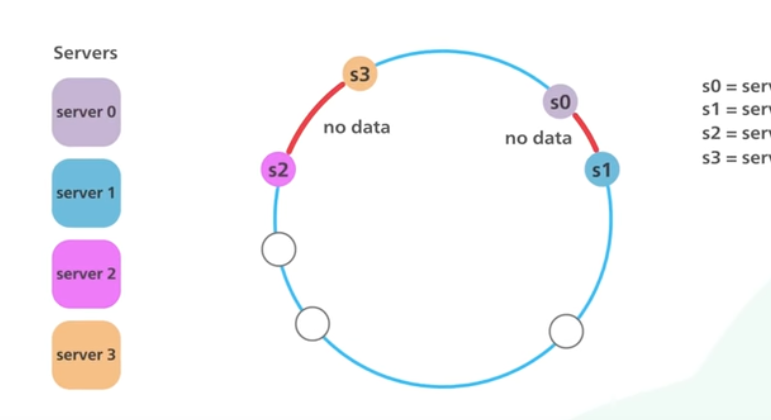 Servers
server 0
server 1
server 2
server 3
s3
s0
no data
no data
s2
s1
s0 = serv
s1 = serv
s2 = serv
s3 = serv